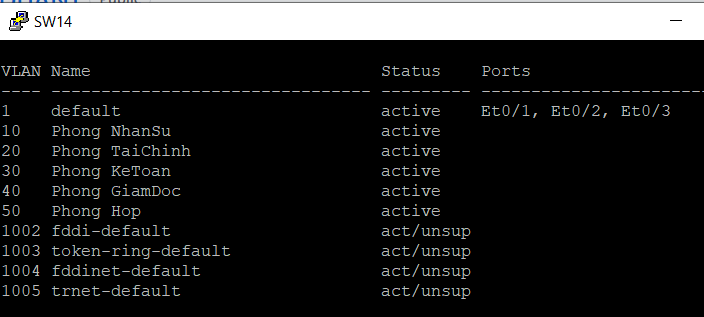 SW14
VLAN Name Status Ports
---- -------------------------------- --------- -------------------
1 default active Et0/1, Et0/2, Et0/3
10 Phong NhanSu active
20 Phong TaiChinh active
30 Phong KeToan active
40 Phong GiamDoc active
50 Phong Hop active
1002 fddi-default act/unsup
1003 token-ring-default act/unsup
1004 fddinet-default act/unsup
1005 trnet-default act/unsup